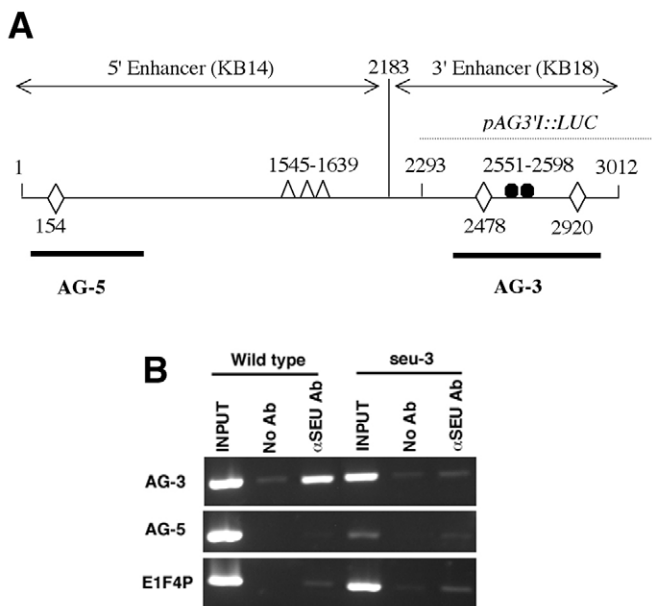 A
5' Enhancer (KB14) 2183 3' Enhancer (KB18)
pAG3'I::LUC
1 1545-1639 2293 2551-2598 3012
154 2478 2920
AG-5 AG-3
B
Wild type seu-3
INPUT No Ab αSEU Ab INPUT No Ab αSEU Ab
AG-3
AG-5
E1F4P